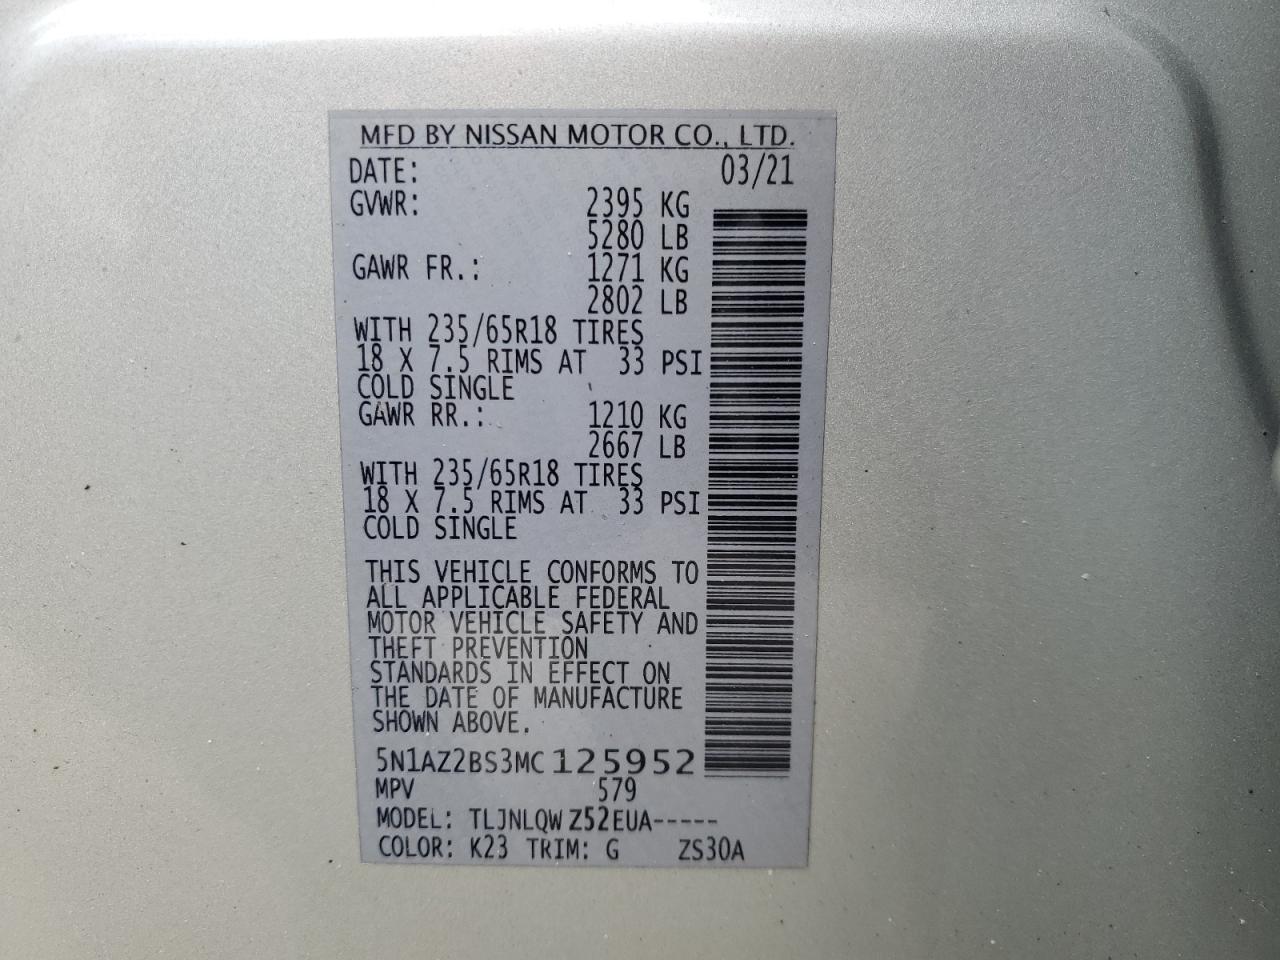 MFD BY NISSAN MOTOR CO., LTD.
DATE: 03/21
GVWR: 2395 KG
5280 LB
GAWR FR.: 1271 KG
2802 LB
WITH 235/65R18 TIRES
18 X 7.5 RIMS AT 33 PSI
COLD SINGLE
GAWR RR.: 1210 KG
2667 LB
WITH 235/65R18 TIRES
18 X 7.5 RIMS AT 33 PSI
COLD SINGLE
THIS VEHICLE CONFORMS TO
ALL APPLICABLE FEDERAL
MOTOR VEHICLE SAFETY AND
THEFT PREVENTION
STANDARDS IN EFFECT ON
THE DATE OF MANUFACTURE
SHOWN ABOVE.
5N1AZ2BS3MC125952
MPV 579
MODEL: TLJNLQWZ52EUA-----
COLOR: K23 TRIM: G ZS30A